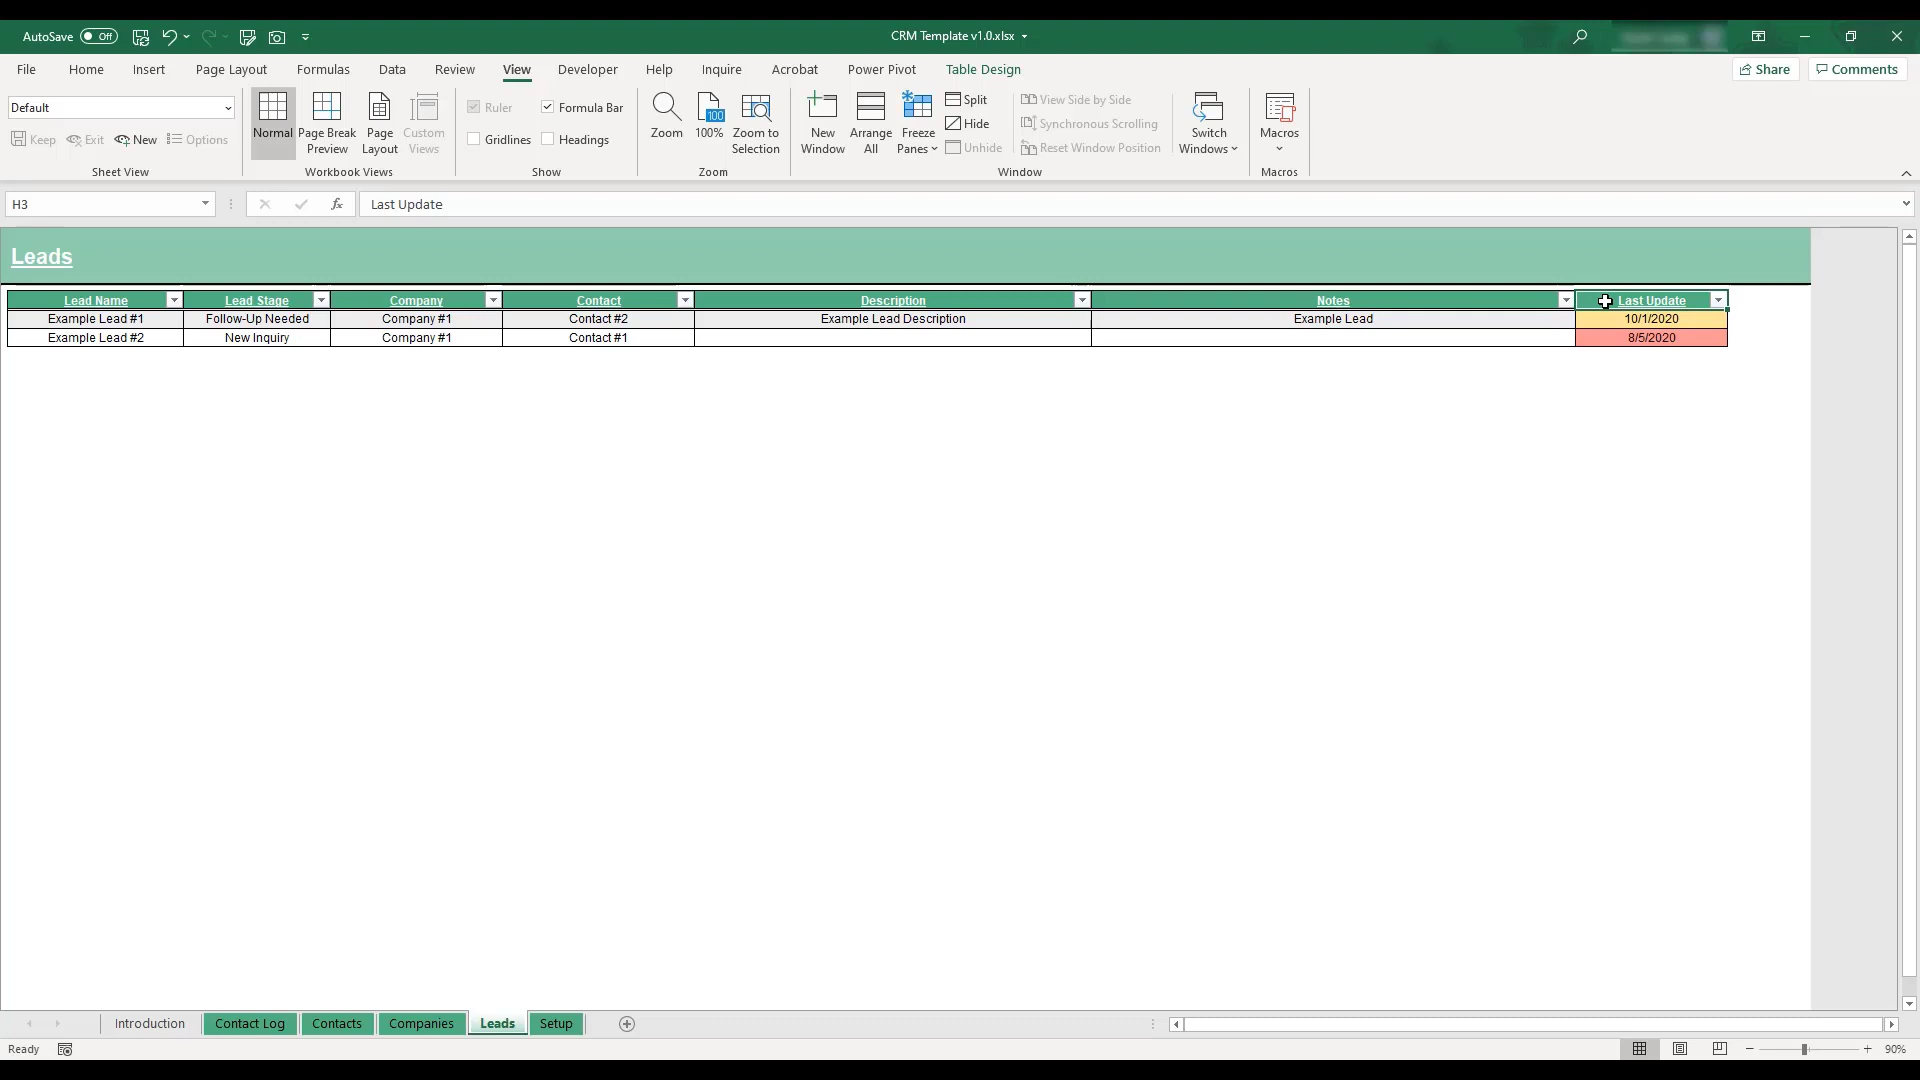 AutoSave Off CRM Template v1.0.xlsx
File Home Insert Page Layout Formulas Data Review View Developer Help Inquire Acrobat Power Pivot Table Design Share Comments
Default
Keep Exit New Options
Sheet View
Normal
Page Break Preview
Page Layout
Custom Views
Workbook Views
Ruler Formula Bar
Gridlines Headings
Show
Zoom
100
100%
Zoom to Selection
Zoom
New Window
Arrange All
Freeze Panes
Split
Hide
Unhide
View Side by Side
Synchronous Scrolling
Reset Window Position
Switch Windows
Window
Macros
Macros
H3 fx Last Update
Leads
Lead Name Lead Stage Company Contact Description Notes Last Update
Example Lead #1 Follow-Up Needed Company #1 Contact #2 Example Lead Description Example Lead 10/1/2020
Example Lead #2 New Inquiry Company #1 Contact #1 8/5/2020
Introduction Contact Log Contacts Companies Leads Setup
Ready 90%